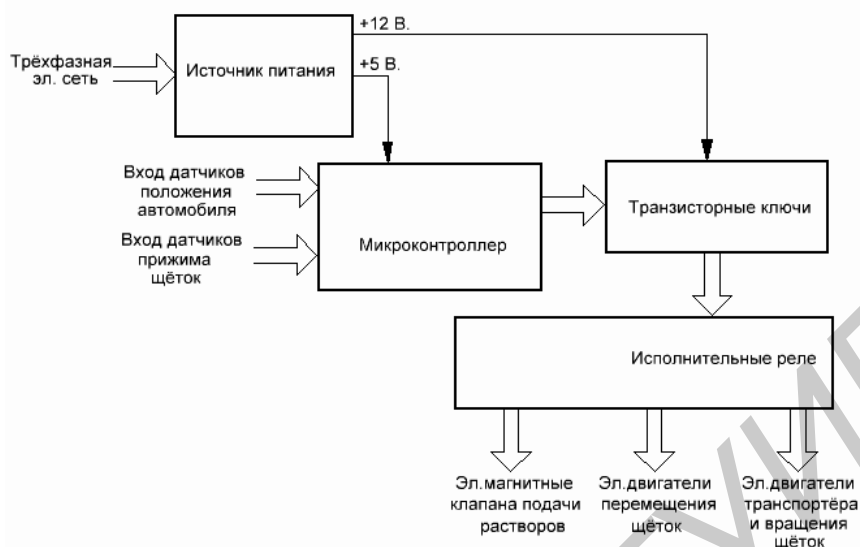 +12 В.
Трёхфазная
эл. сеть
Источник питания
+5 В.
Вход датчиков
положения
автомобиля
Вход датчиков
прижима
щёток
Микроконтроллер
Транзисторные ключи
Исполнительные реле
Эл.магнитные
клапана подачи
растворов
Эл.двигатели
перемещения
щёток
Эл.двигатели
транспортёра
и вращения
щёток